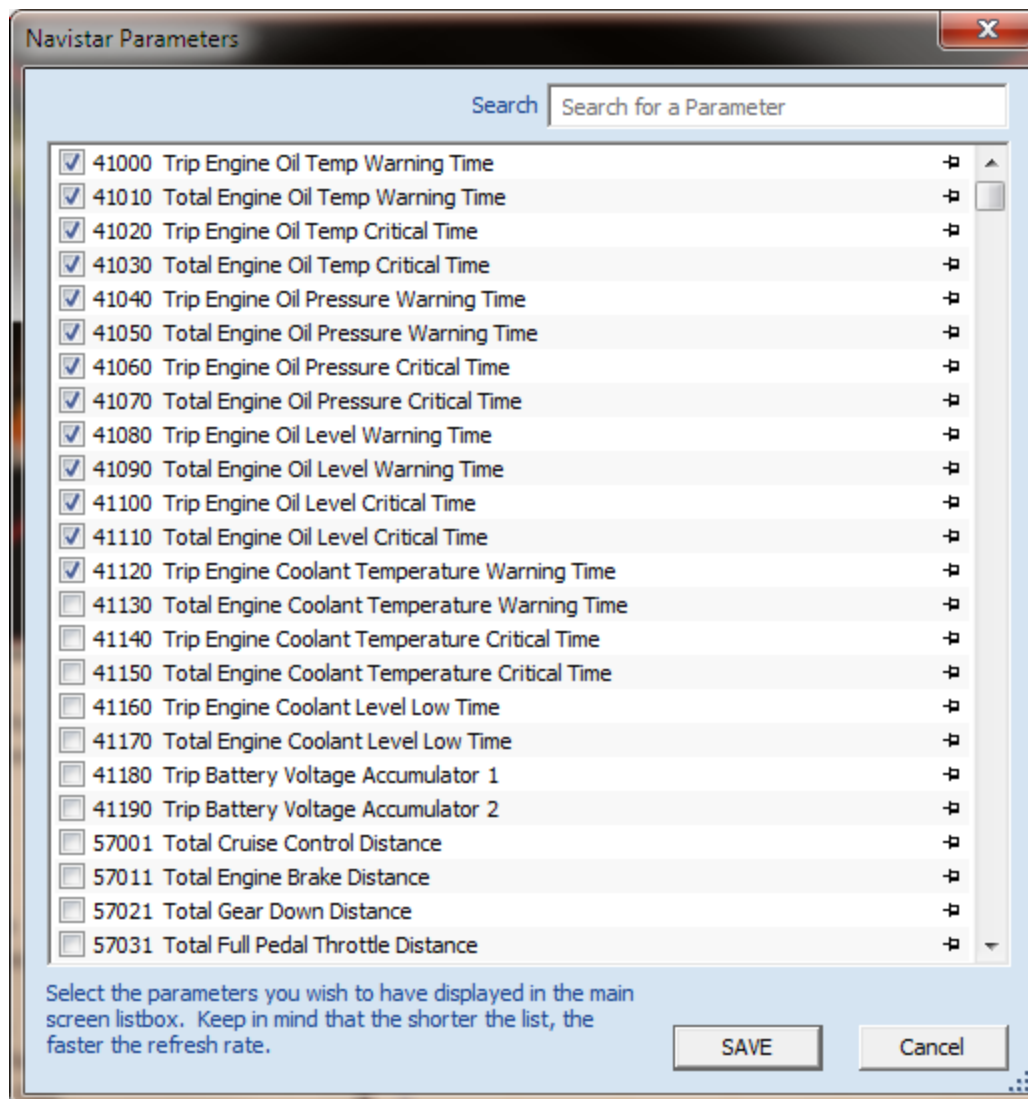 Navistar Parameters
Search Search for a Parameter
41000 Trip Engine Oil Temp Warning Time
41010 Total Engine Oil Temp Warning Time
41020 Trip Engine Oil Temp Critical Time
41030 Total Engine Oil Temp Critical Time
41040 Trip Engine Oil Pressure Warning Time
41050 Total Engine Oil Pressure Warning Time
41060 Trip Engine Oil Pressure Critical Time
41070 Total Engine Oil Pressure Critical Time
41080 Trip Engine Oil Level Warning Time
41090 Total Engine Oil Level Warning Time
41100 Trip Engine Oil Level Critical Time
41110 Total Engine Oil Level Critical Time
41120 Trip Engine Coolant Temperature Warning Time
41130 Total Engine Coolant Temperature Warning Time
41140 Trip Engine Coolant Temperature Critical Time
41150 Total Engine Coolant Temperature Critical Time
41160 Trip Engine Coolant Level Low Time
41170 Total Engine Coolant Level Low Time
41180 Trip Battery Voltage Accumulator 1
41190 Trip Battery Voltage Accumulator 2
57001 Total Cruise Control Distance
57011 Total Engine Brake Distance
57021 Total Gear Down Distance
57031 Total Full Pedal Throttle Distance
Select the parameters you wish to have displayed in the main
screen listbox. Keep in mind that the shorter the list, the
faster the refresh rate.
SAVE Cancel